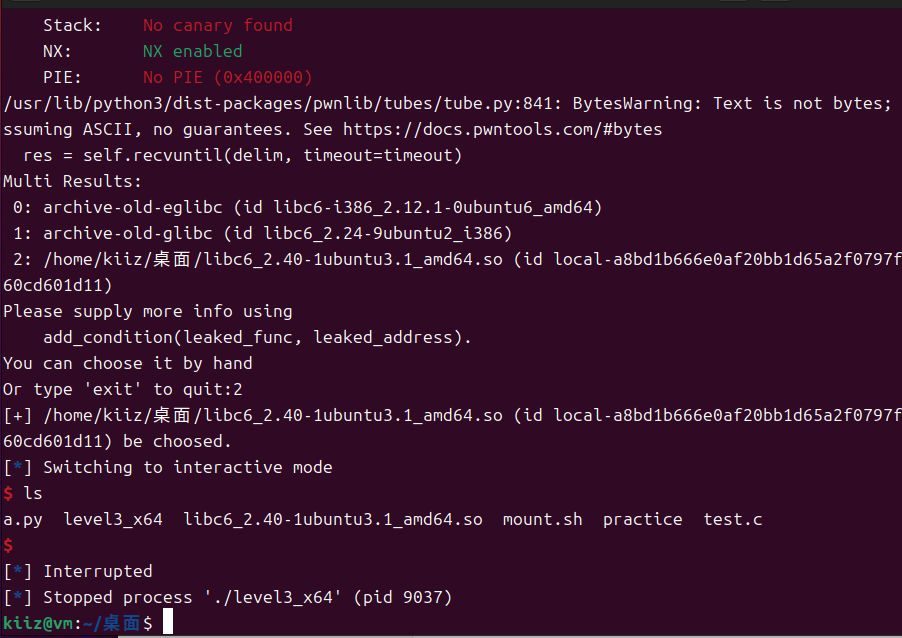 Stack:    No canary found
NX:       NX enabled
PIE:      No PIE (0x400000)
/usr/lib/python3/dist-packages/pwnlib/tubes/tube.py:841: BytesWarning: Text is not bytes;
ssuming ASCII, no guarantees. See https://docs.pwntools.com/#bytes
  res = self.recvuntil(delim, timeout=timeout)
Multi Results:
 0: archive-old-eglibc (id libc6-i386_2.12.1-0ubuntu6_amd64)
 1: archive-old-glibc (id libc6_2.24-9ubuntu2_i386)
 2: /home/kiiz/桌面/libc6_2.40-1ubuntu3.1_amd64.so (id local-a8bd1b666e0af20bb1d65a2f0797f
60cd601d11)
Please supply more info using
    add_condition(leaked_func, leaked_address).
You can choose it by hand
Or type 'exit' to quit:2
[+] /home/kiiz/桌面/libc6_2.40-1ubuntu3.1_amd64.so (id local-a8bd1b666e0af20bb1d65a2f0797f
60cd601d11) be choosed.
[*] Switching to interactive mode
$ ls
a.py  level3_x64  libc6_2.40-1ubuntu3.1_amd64.so  mount.sh  practice  test.c
$
[*] Interrupted
[*] Stopped process './level3_x64' (pid 9037)
kiiz@vm:~/桌面$